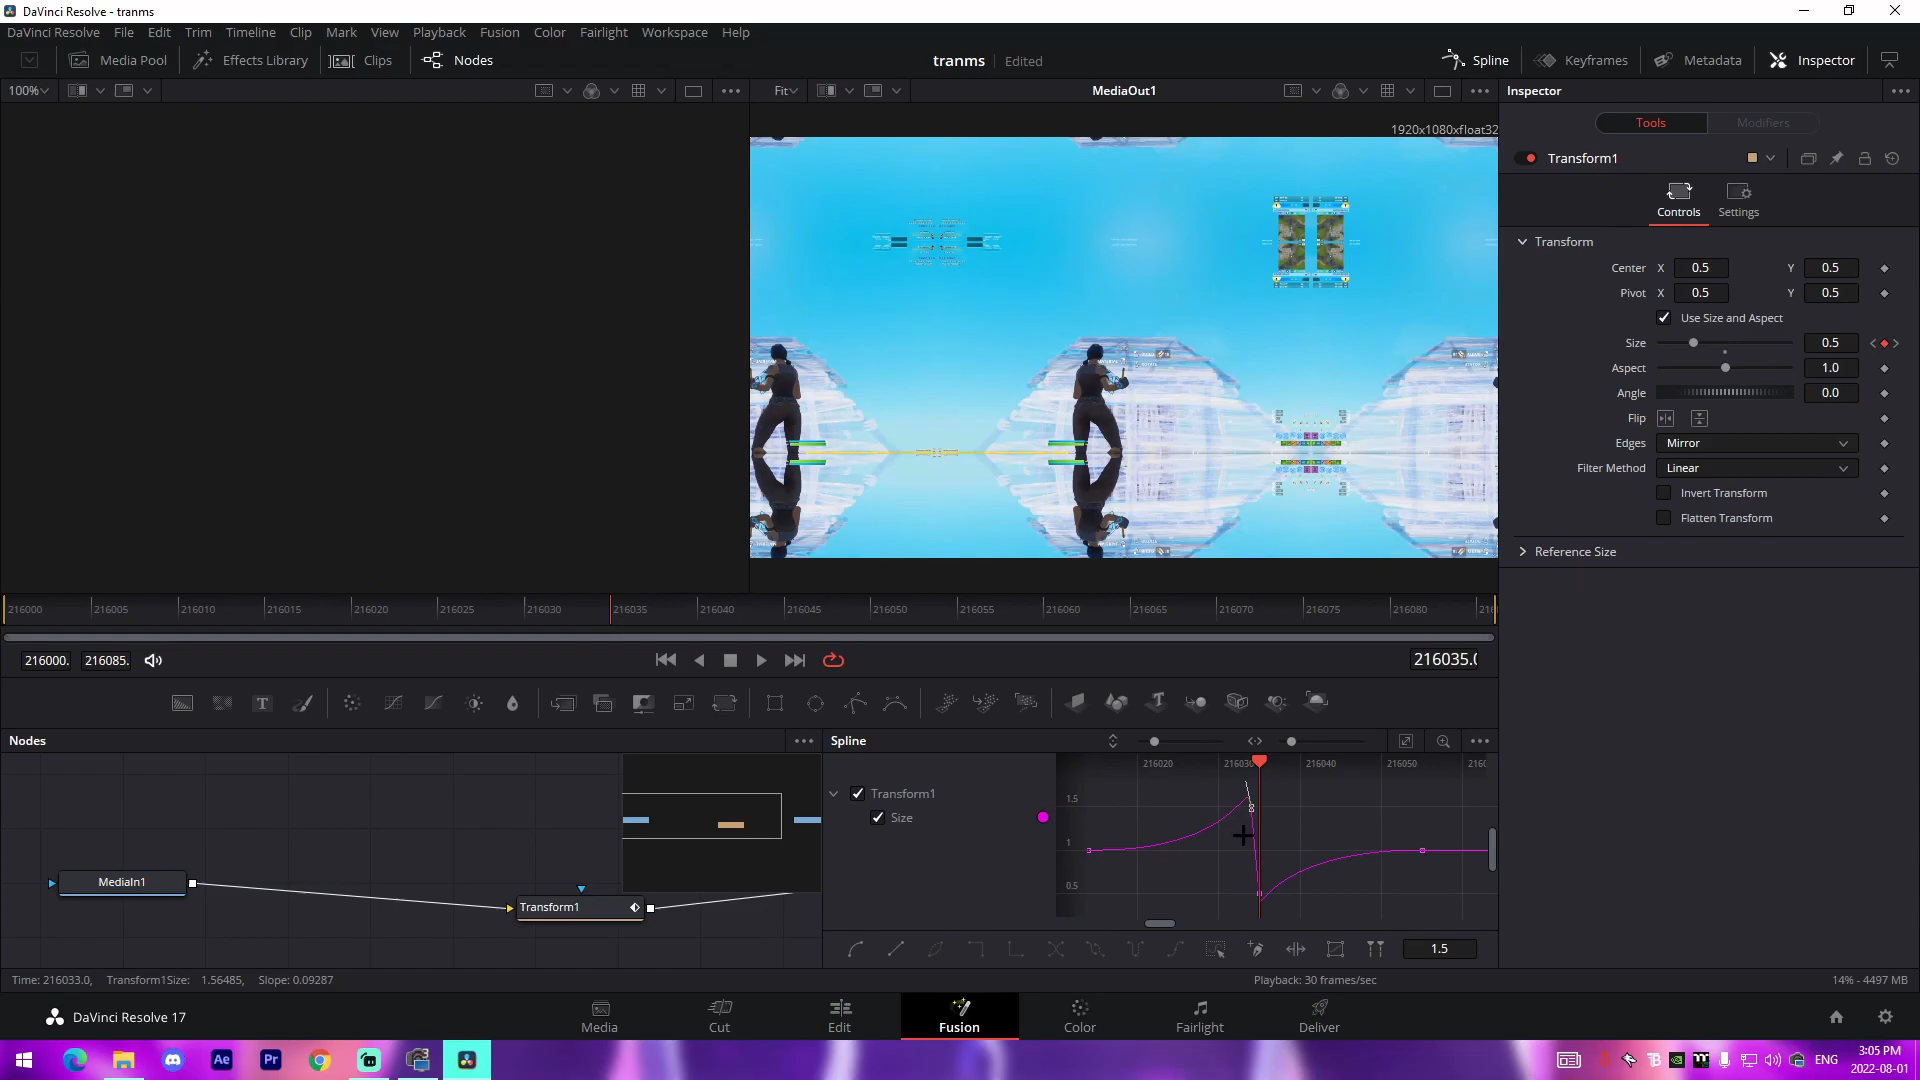 DaVinci Resolve - tranms
DaVinci Resolve File Edit Trim Timeline Clip Mark View Playback Fusion Color Fairlight Workspace Help
Media Pool Effects Library Clips Nodes tranms Edited Spline Keyframes Metadata Inspector
100% Fit MediaOut1 Inspector
1920x1080xfloat32
Tools Modifiers
Transform1
Controls Settings
Transform
Center X 0.5 Y 0.5
Pivot X 0.5 Y 0.5
Use Size and Aspect
Size 0.5
Aspect 1.0
Angle 0.0
Flip
Edges Mirror
Filter Method Linear
Invert Transform
Flatten Transform
Reference Size
216000 216005 216010 216015 216020 216025 216030 216035 216040 216045 216050 216055 216060 216065 216070 216075 216080
216000. 216085. 216035.0
Nodes Spline
216020 216030 216040 216050
Transform1
Size
1.5
1
0.5
MediaIn1
Transform1
1.5
Time: 216033.0, Transform1Size: 1.56485, Slope: 0.09287 Playback: 30 frames/sec 14% - 4497 MB
DaVinci Resolve 17 Media Cut Edit Fusion Color Fairlight Deliver
Ae Pr ENG 3:05 PM
2022-08-01